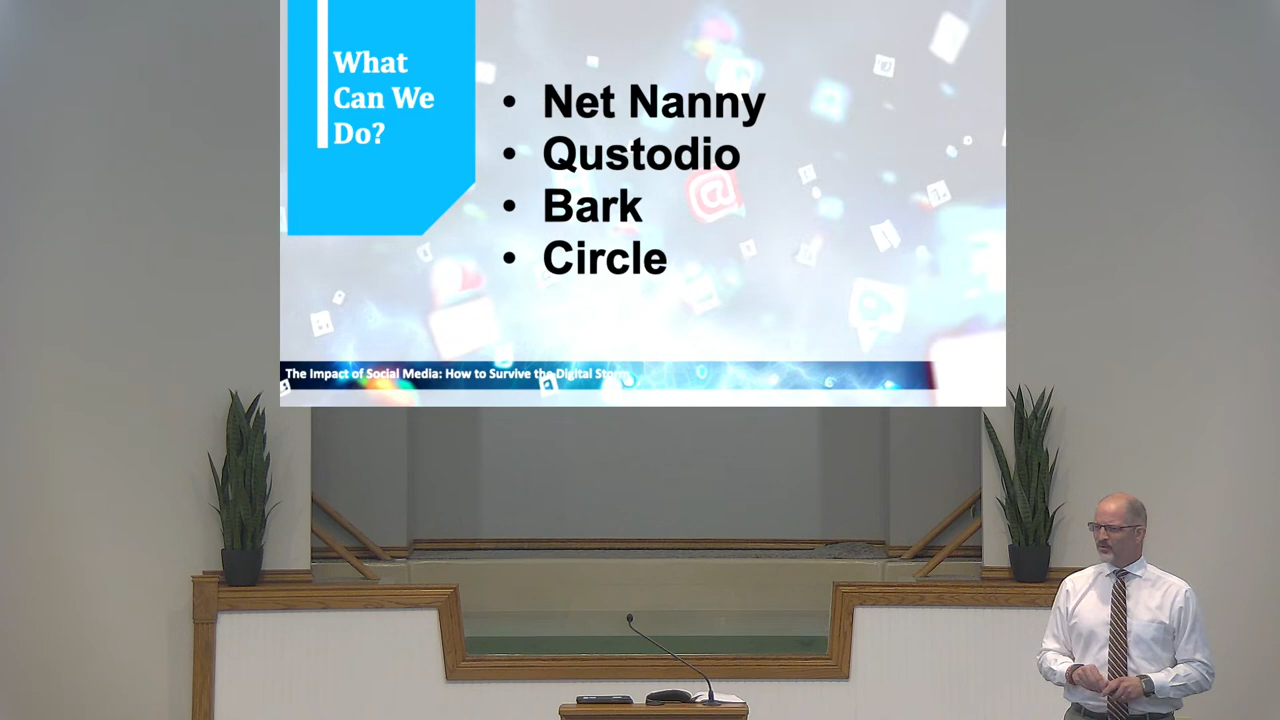 What
Can We
Do?
• Net Nanny
• Qustodio
• Bark
• Circle
The Impact of Social Media: How to Survive the Digital Storm